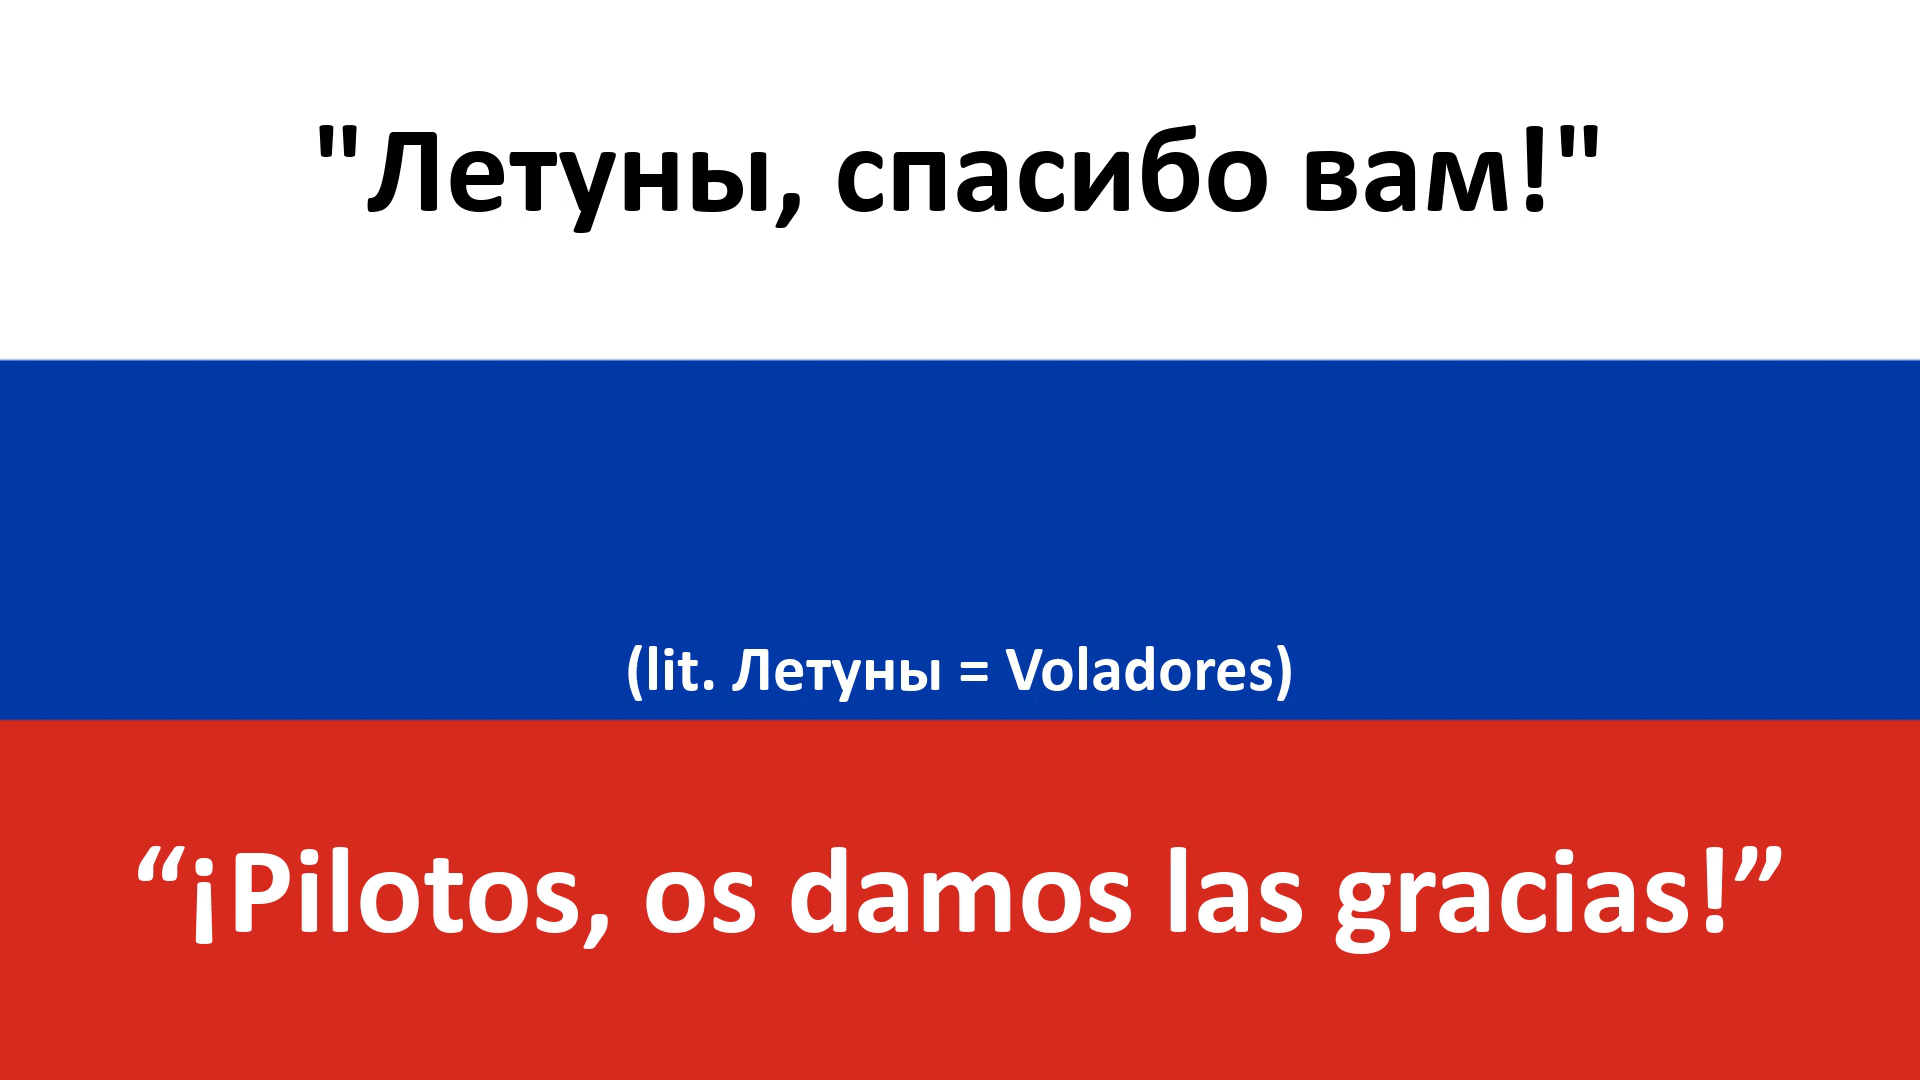 "Летуны, спасибо вам!"
(lit. Летуны = Voladores)
“¡Pilotos, os damos las gracias!”